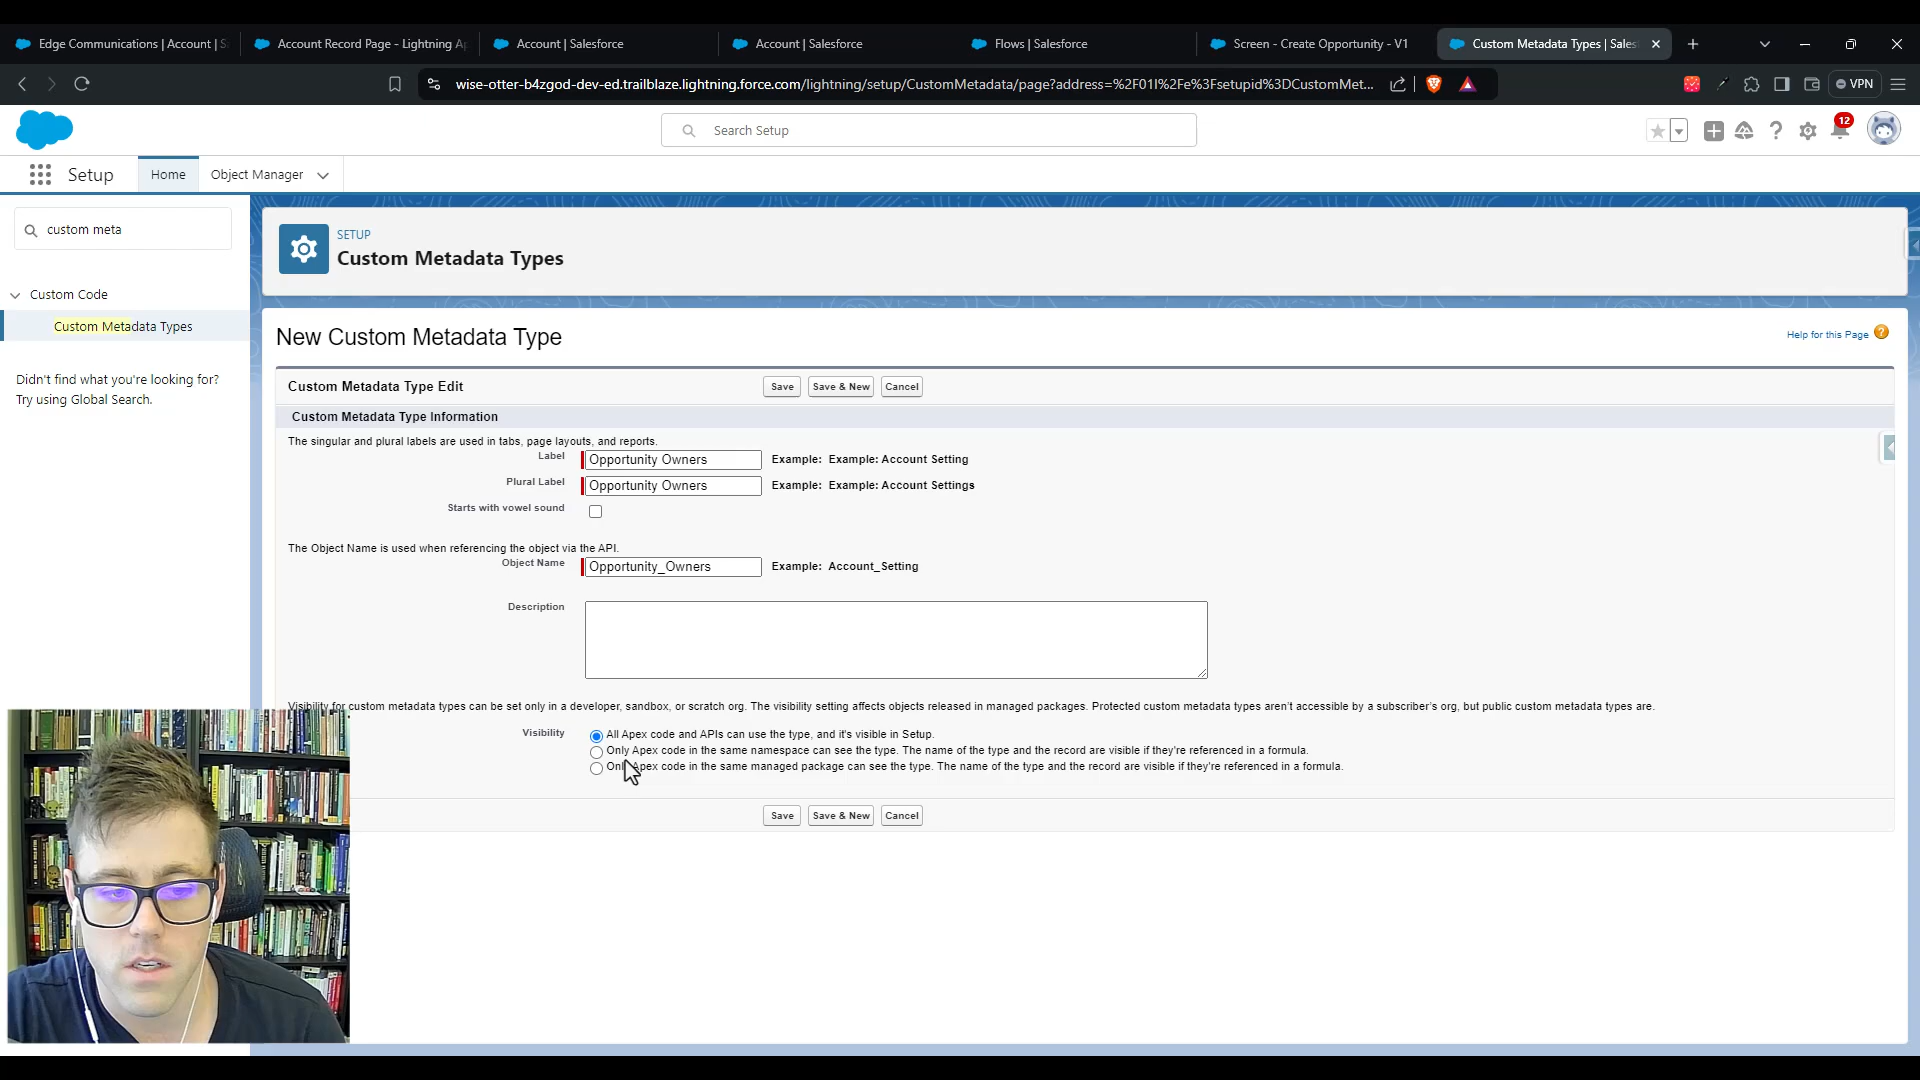 Edge Communications | Account | S
Account Record Page - Lightning Ap
Account | Salesforce
Account | Salesforce
Flows | Salesforce
Screen - Create Opportunity - V1
Custom Metadata Types | Sales
wise-otter-b4zgod-dev-ed.trailblaze.lightning.force.com/lightning/setup/CustomMetadata/page?address=%2F01I%2Fe%3Fsetupid%3DCustomMet...
VPN
Search Setup
12
Setup
Home
Object Manager
custom meta
SETUP
Custom Metadata Types
Custom Code
Custom Metadata Types
Didn't find what you're looking for?
Try using Global Search.
New Custom Metadata Type
Help for this Page
Custom Metadata Type Edit
Save
Save & New
Cancel
Custom Metadata Type Information
The singular and plural labels are used in tabs, page layouts, and reports.
Label
Opportunity Owners
Example: Example: Account Setting
Plural Label
Opportunity Owners
Example: Example: Account Settings
Starts with vowel sound
The Object Name is used when referencing the object via the API.
Object Name
Opportunity_Owners
Example: Account_Setting
Description
Visibility for custom metadata types can be set only in a developer, sandbox, or scratch org. The visibility setting affects objects released in managed packages. Protected custom metadata types aren't accessible by a subscriber's org, but public custom metadata types are.
Visibility
All Apex code and APIs can use the type, and it's visible in Setup.
Only Apex code in the same namespace can see the type. The name of the type and the record are visible if they're referenced in a formula.
Only Apex code in the same managed package can see the type. The name of the type and the record are visible if they're referenced in a formula.
Save
Save & New
Cancel